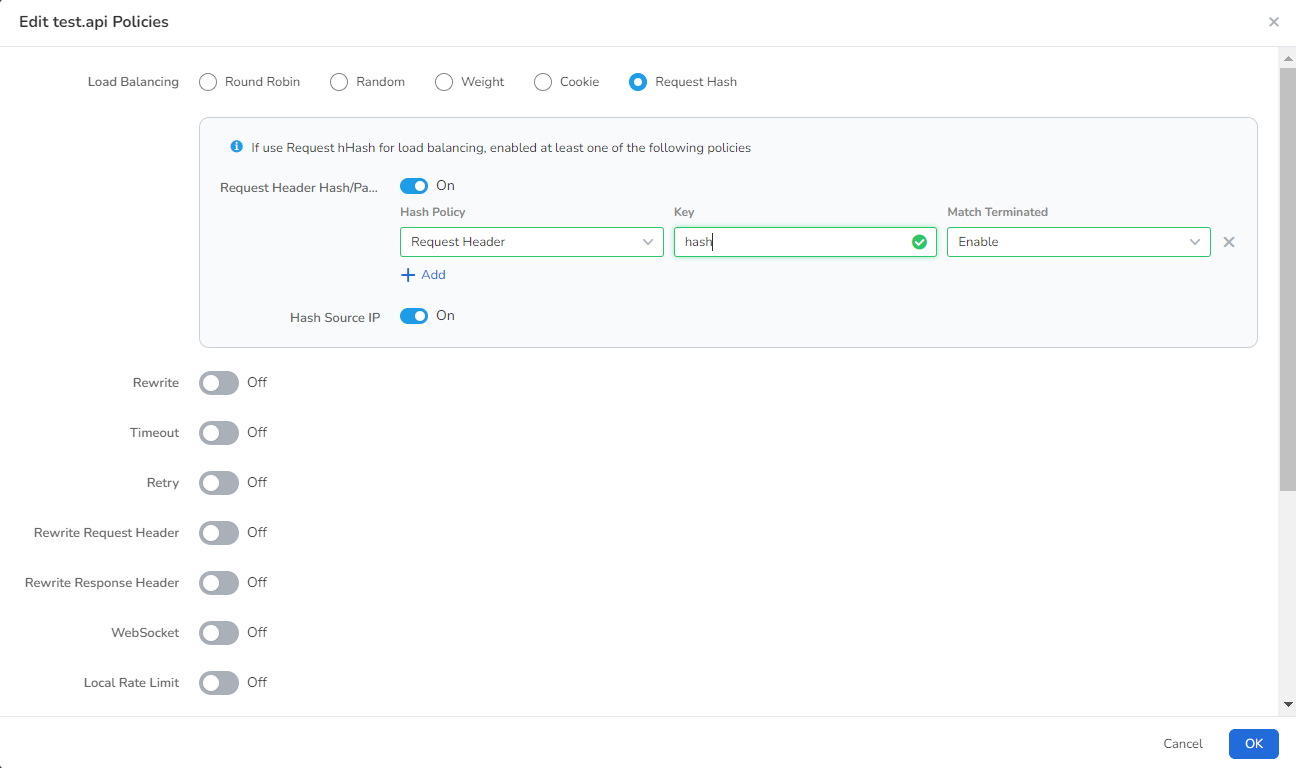 Edit test.api Policies
Load Balancing Round Robin Random Weight Cookie Request Hash
If use Request hHash for load balancing, enabled at least one of the following policies
Request Header Hash/Pa... On
Hash Policy Key Match Terminated
Request Header hash Enable
Add
Hash Source IP On
Rewrite Off
Timeout Off
Retry Off
Rewrite Request Header Off
Rewrite Response Header Off
WebSocket Off
Local Rate Limit Off
Cancel OK